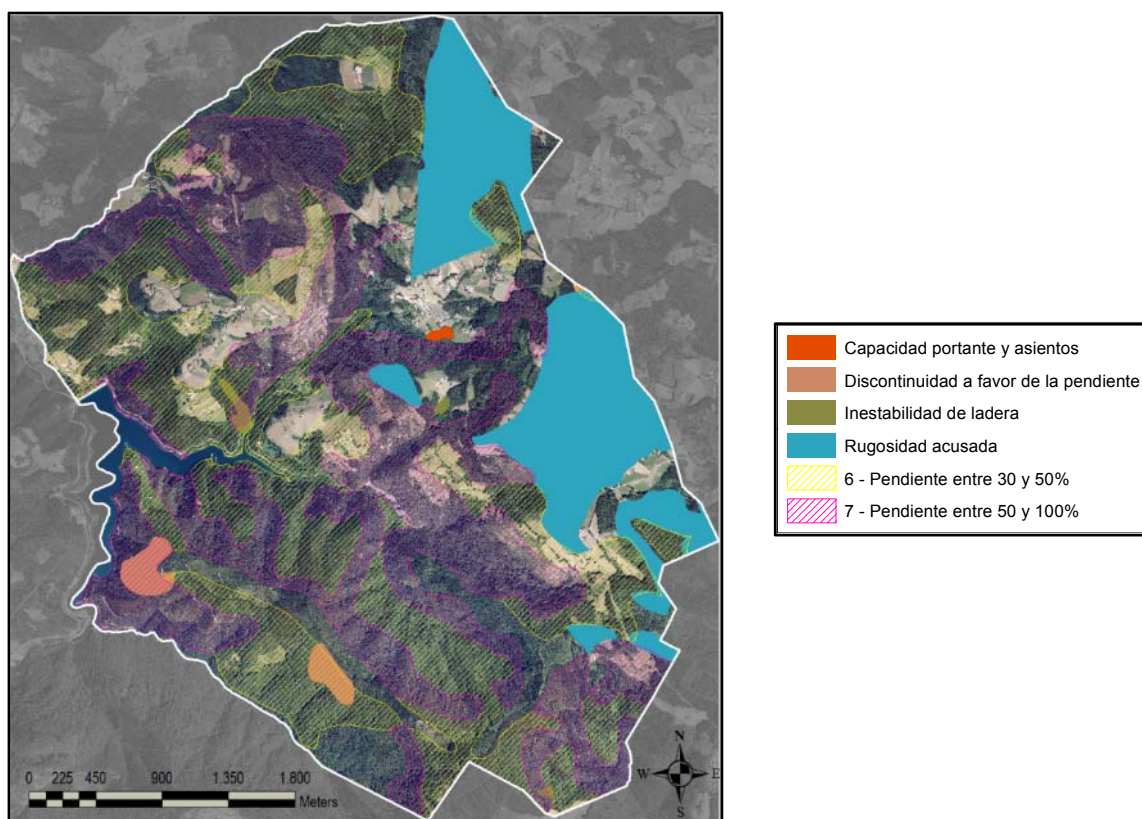 Capacidad portante y asientos
Discontinuidad a favor de la pendiente
Inestabilidad de ladera
Rugosidad acusada
6 - Pendiente entre 30 y 50%
7 - Pendiente entre 50 y 100%
N
W E
S
0 225 450 900 1.350 1.800
Meters